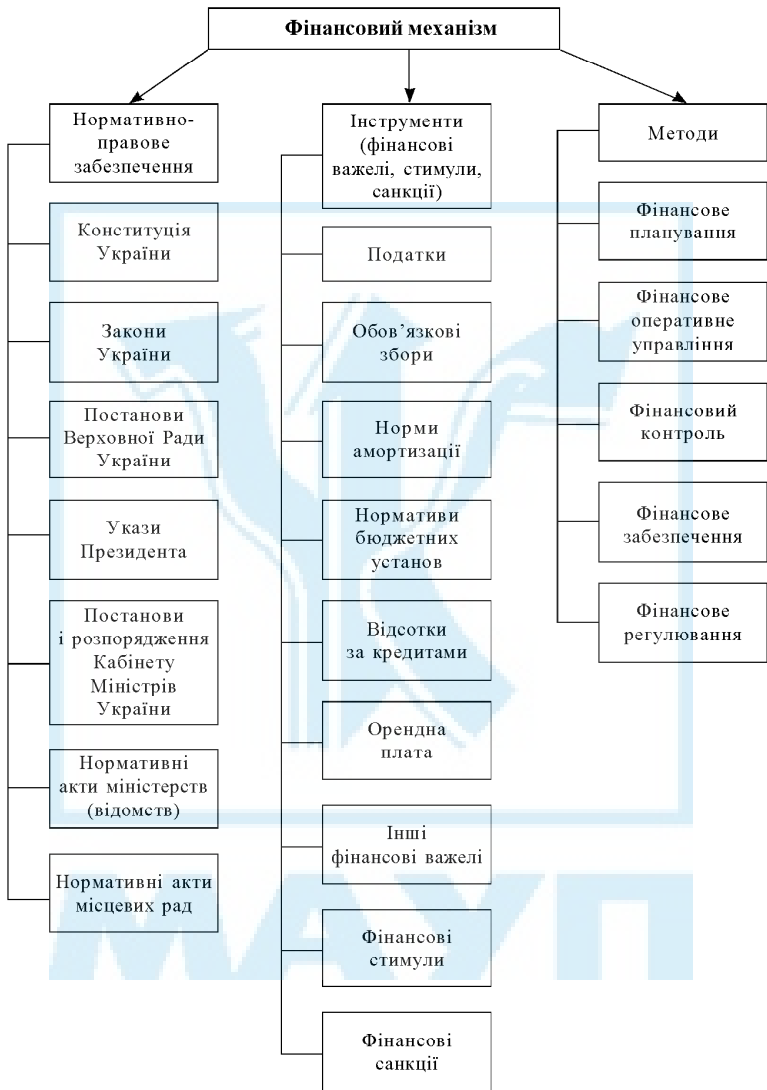 Фінансовий механізм
Нормативно-
правове
забезпечення
Конституція
України
Закони
України
Постанови
Верховної Ради
України
Укази
Президента
Постанови
і розпорядження
Кабінету
Міністрів
України
Нормативні
акти міністерств
(відомств)
Нормативні акти
місцевих рад
Інструменти
(фінансові
важелі, стимули,
санкції)
Податки
Обов’язкові
збори
Норми
амортизації
Нормативи
бюджетних
установ
Відсотки
за кредитами
Орендна
плата
Інші
фінансові важелі
Фінансові
стимули
Фінансові
санкції
Методи
Фінансове
планування
Фінансове
оперативне
управління
Фінансовий
контроль
Фінансове
забезпечення
Фінансове
регулювання
МАУП